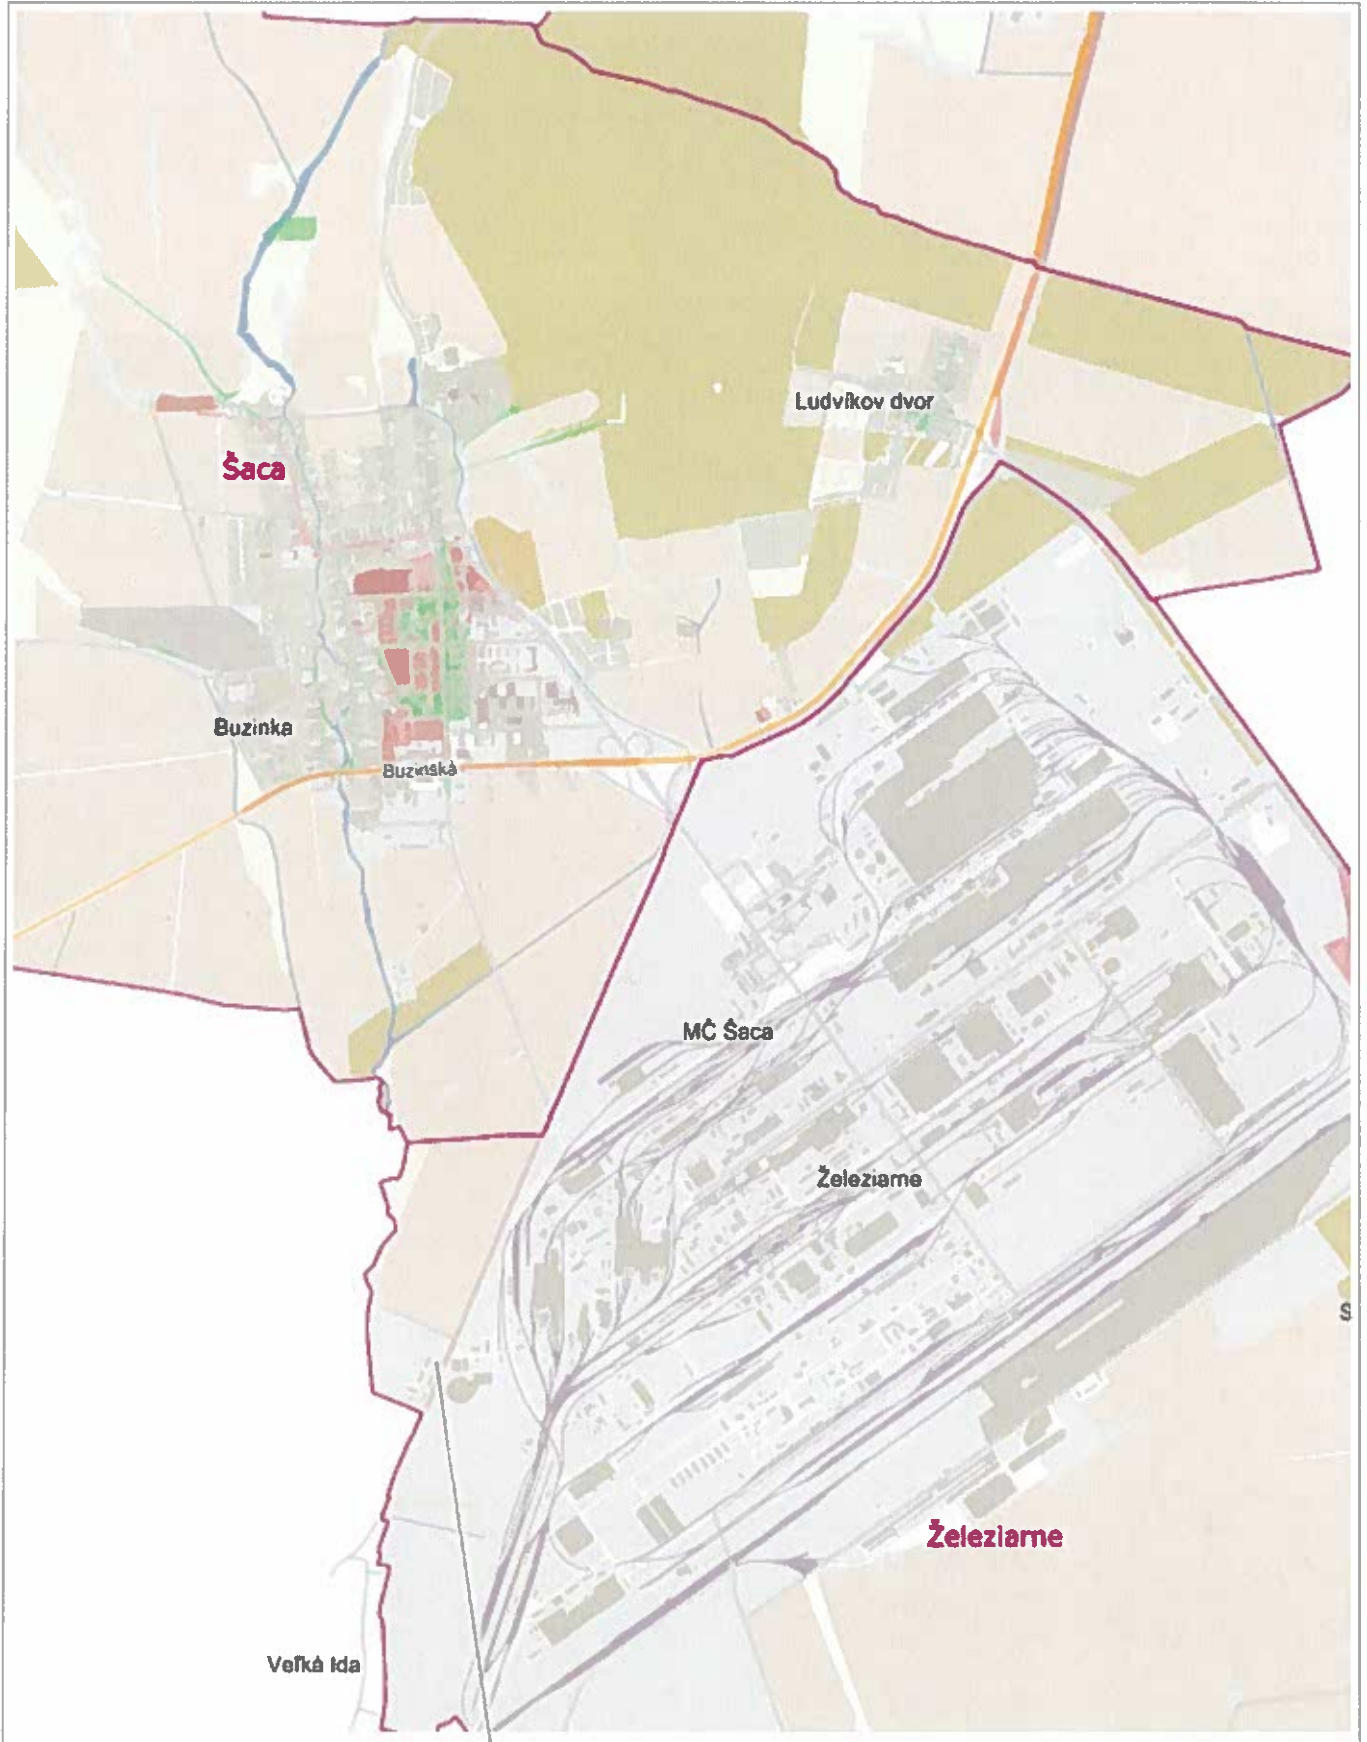 Ludvíkov dvor
Šaca
Buzinka
Buzinská
MČ Šaca
Železiarne
S
Železiarne
Veľká Ida